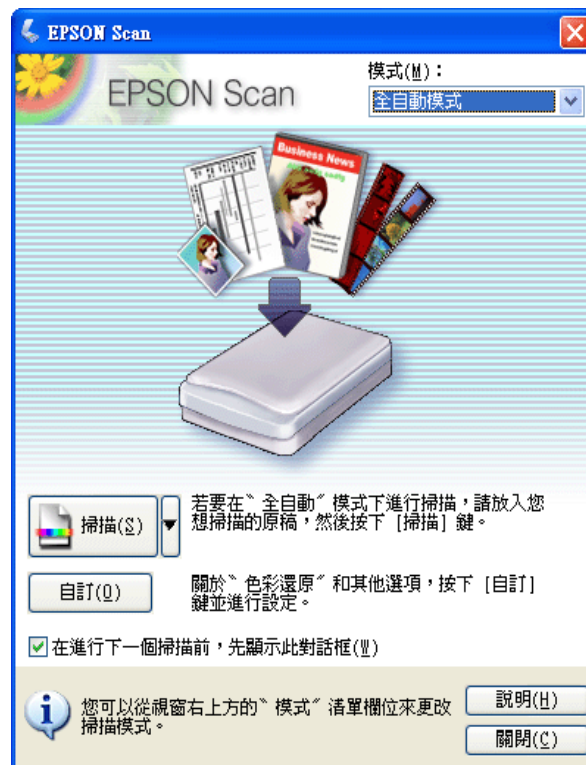 EPSON Scan
EPSON Scan
模式(M)：
全自動模式
Business News
掃描(S)
若要在〝全自動〞模式下進行掃描，請放入您
想掃描的原稿，然後按下 [掃描] 鍵。
自訂(O)
關於〝色彩還原〞和其他選項，按下 [自訂]
鍵並進行設定。
在進行下一個掃描前，先顯示此對話框(W)
您可以從視窗右上方的〝模式〞清單欄位來更改
掃描模式。
說明(H)
關閉(C)